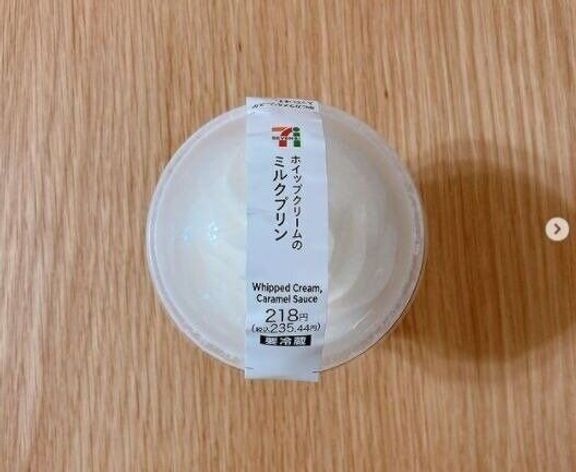 SEVEN & i
ホイップクリームの
ミルクプリン
Whipped Cream,
Caramel Sauce
218円
(税込235.44円)
要冷蔵